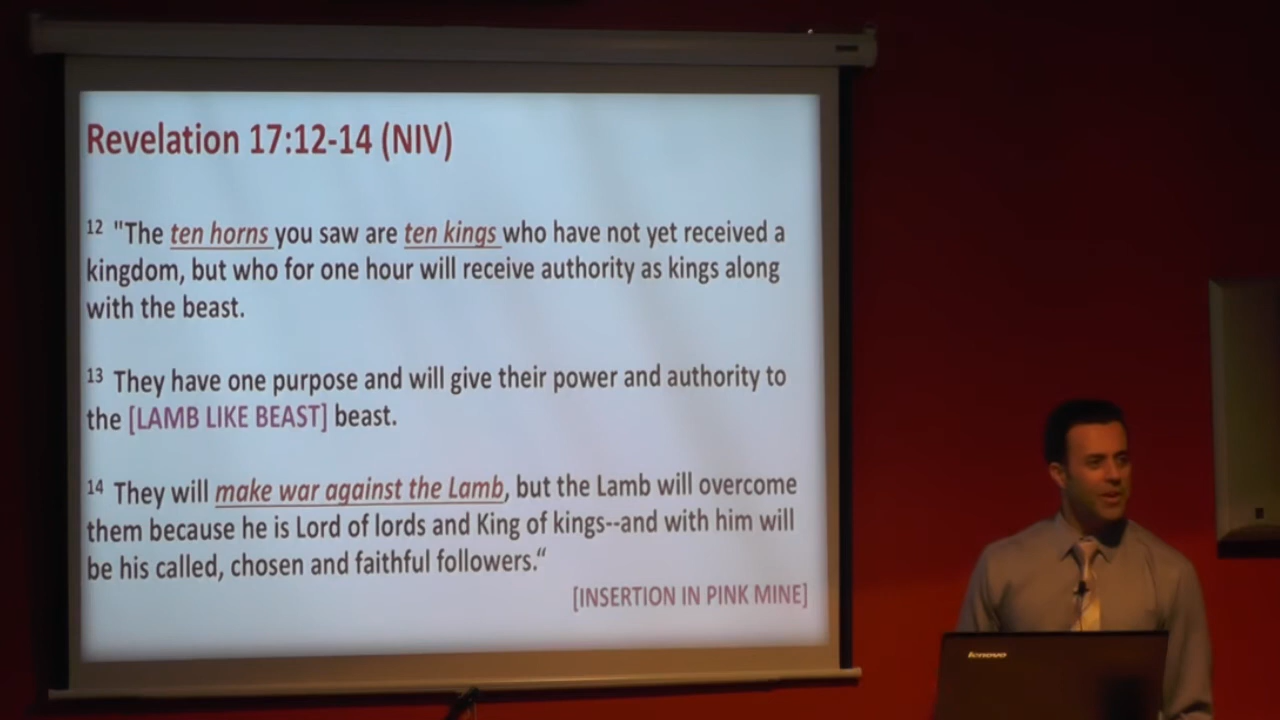 Revelation 17:12-14 (NIV)
12 "The ten horns you saw are ten kings who have not yet received a
kingdom, but who for one hour will receive authority as kings along
with the beast.
13 They have one purpose and will give their power and authority to
the [LAMB LIKE BEAST] beast.
14 They will make war against the Lamb, but the Lamb will overcome
them because he is Lord of lords and King of kings--and with him will
be his called, chosen and faithful followers.“
[INSERTION IN PINK MINE]
lenovo